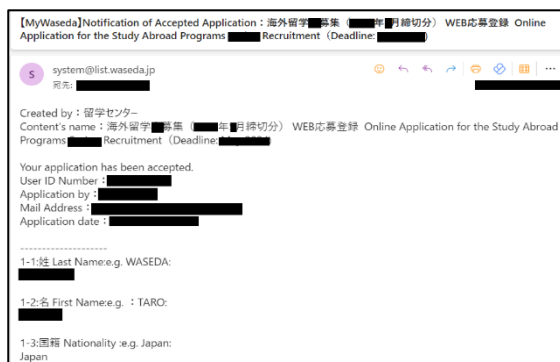 【MyWaseda】Notification of Accepted Application：海外留学 募集（ 年 月締切分） WEB応募登録 Online
Application for the Study Abroad Programs Recruitment（Deadline: ）
S
system@list.waseda.jp
宛先:
Created by：留学センター
Content's name：海外留学 募集（ 年 月締切分） WEB応募登録 Online Application for the Study Abroad
Programs Recruitment（Deadline:
Your application has been accepted.
User ID Number：
Application by：
Mail Address：
Application date：
--------------------
1-1:姓 Last Name:e.g. WASEDA:
1-2:名 First Name:e.g. ：TARO:
1-3:国籍 Nationality :e.g. Japan:
Japan